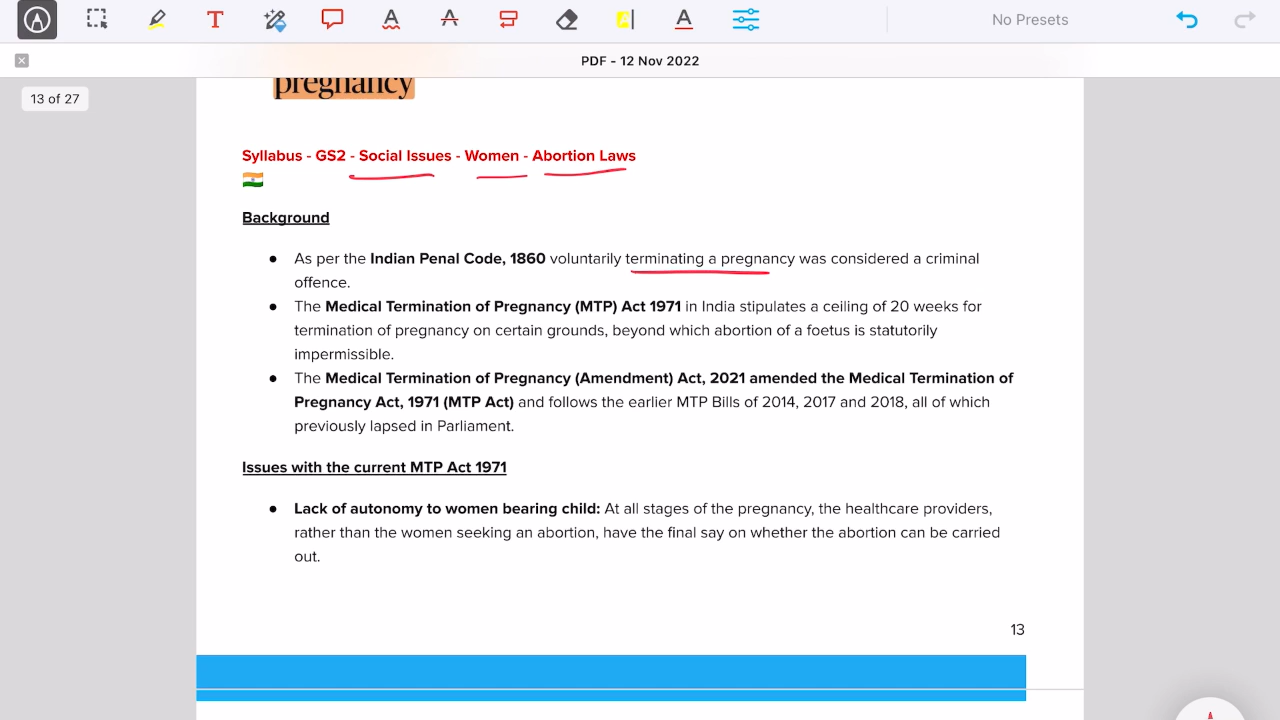 No Presets
PDF - 12 Nov 2022
13 of 27
pregnancy
Syllabus - GS2 - Social Issues - Women - Abortion Laws
Background
● As per the Indian Penal Code, 1860 voluntarily terminating a pregnancy was considered a criminal
offence.
● The Medical Termination of Pregnancy (MTP) Act 1971 in India stipulates a ceiling of 20 weeks for
termination of pregnancy on certain grounds, beyond which abortion of a foetus is statutorily
impermissible.
● The Medical Termination of Pregnancy (Amendment) Act, 2021 amended the Medical Termination of
Pregnancy Act, 1971 (MTP Act) and follows the earlier MTP Bills of 2014, 2017 and 2018, all of which
previously lapsed in Parliament.
Issues with the current MTP Act 1971
● Lack of autonomy to women bearing child: At all stages of the pregnancy, the healthcare providers,
rather than the women seeking an abortion, have the final say on whether the abortion can be carried
out.
13